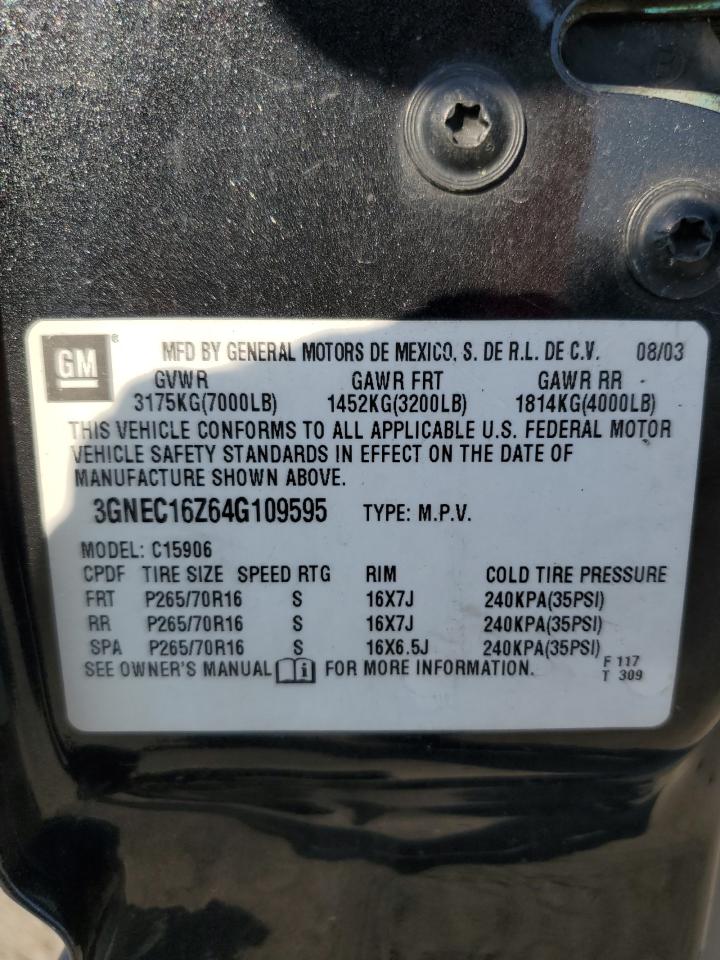 GM ® MFD BY GENERAL MOTORS DE MEXICO, S. DE R.L. DE C.V. 08/03
GVWR GAWR FRT GAWR RR
3175KG(7000LB) 1452KG(3200LB) 1814KG(4000LB)
THIS VEHICLE CONFORMS TO ALL APPLICABLE U.S. FEDERAL MOTOR
VEHICLE SAFETY STANDARDS IN EFFECT ON THE DATE OF
MANUFACTURE SHOWN ABOVE.
3GNEC16Z64G109595 TYPE: M.P.V.
MODEL: C15906
CPDF TIRE SIZE SPEED RTG RIM COLD TIRE PRESSURE
FRT P265/70R16 S 16X7J 240KPA(35PSI)
RR P265/70R16 S 16X7J 240KPA(35PSI)
SPA P265/70R16 S 16X6.5J 240KPA(35PSI)
SEE OWNER'S MANUAL i FOR MORE INFORMATION. F 117
T 309